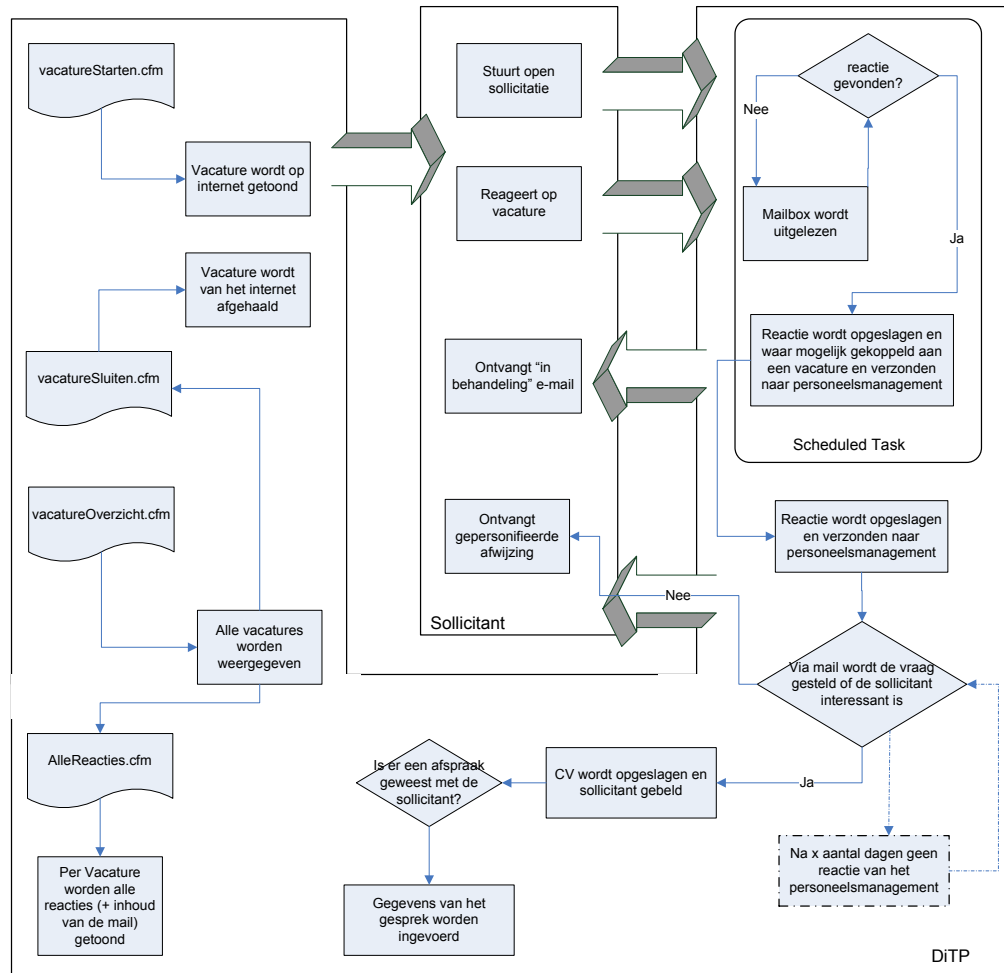 vacatureStarten.cfm
Vacature wordt op
internet getoond
Vacature wordt
van het internet
afgehaald
vacatureSluiten.cfm
vacatureOverzicht.cfm
Alle vacatures
worden
weergegeven
AlleReacties.cfm
Per Vacature
worden alle
reacties (+ inhoud
van de mail)
getoond
Stuurt open
sollicitatie
Reageert op
vacature
Ontvangt “in
behandeling” e-mail
Ontvangt
gepersonifieerde
afwijzing
Sollicitant
reactie
gevonden?
Nee
Mailbox wordt
uitgelezen
Ja
Reactie wordt opgeslagen en
waar mogelijk gekoppeld aan
een vacature en verzonden
naar personeelsmanagement
Scheduled Task
Reactie wordt opgeslagen
en verzonden naar
personeelsmanagement
Nee
Via mail wordt de vraag
gesteld of de sollicitant
interessant is
Ja
CV wordt opgeslagen en
sollicitant gebeld
Is er een afspraak
geweest met de
sollicitant?
Gegevens van het
gesprek worden
ingevoerd
Na x aantal dagen geen
reactie van het
personeelsmanagement
DiTP